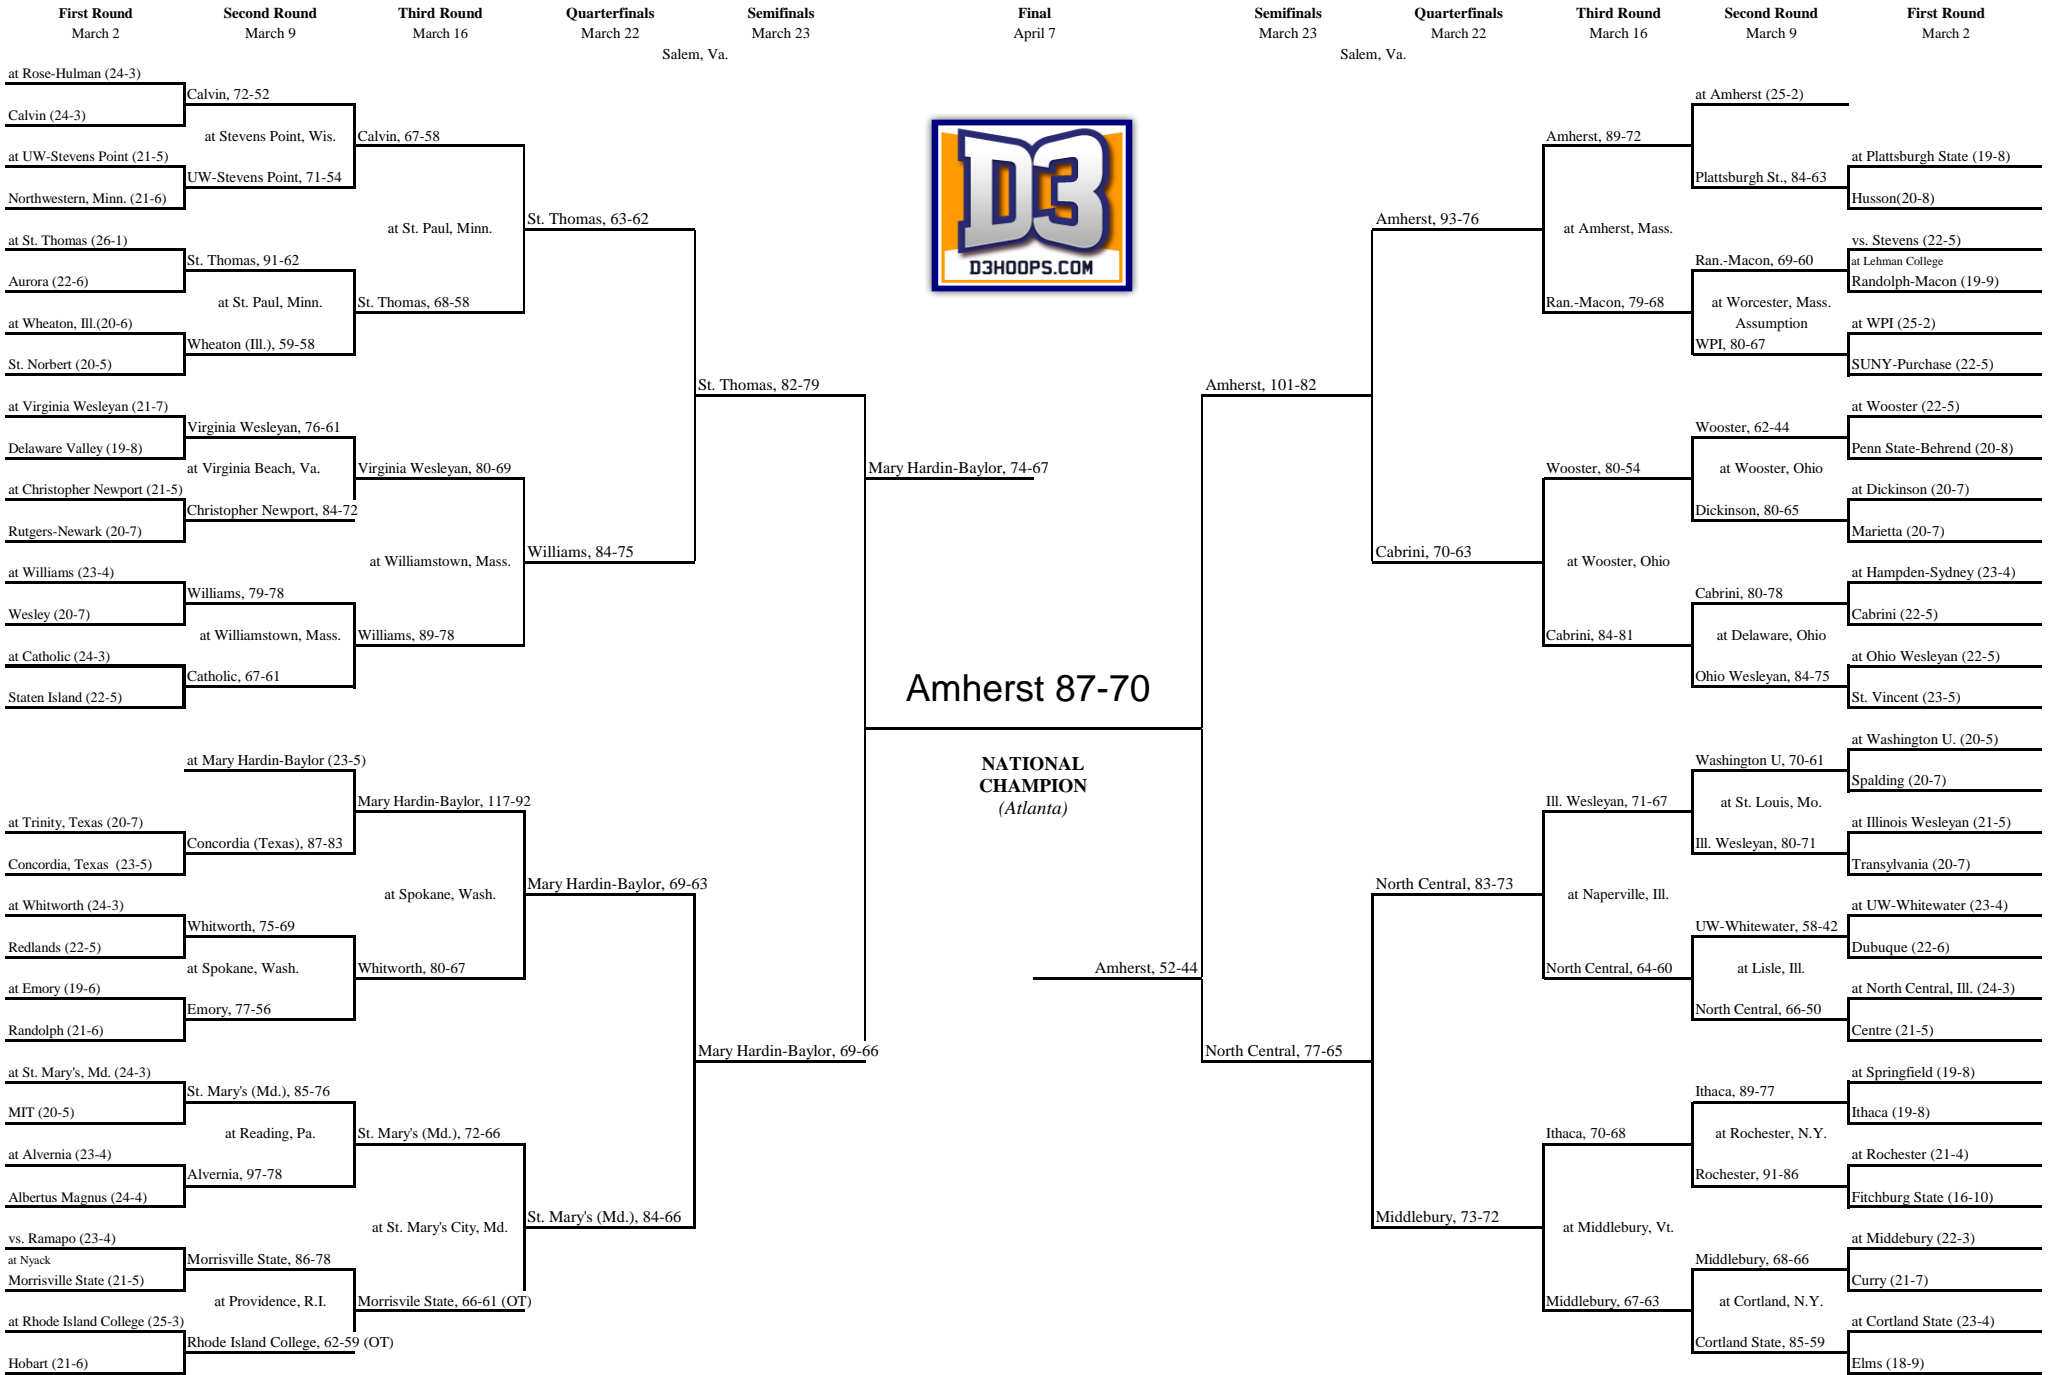 First Round
March 2
Second Round
March 9
Third Round
March 16
Quarterfinals
March 22
Semifinals
March 23
Final
April 7
Semifinals
March 23
Quarterfinals
March 22
Third Round
March 16
Second Round
March 9
First Round
March 2
Salem, Va.
Salem, Va.
at Rose-Hulman (24-3)
Calvin (24-3)
at UW-Stevens Point (21-5)
Northwestern, Minn. (21-6)
at St. Thomas (26-1)
Aurora (22-6)
at Wheaton, Ill.(20-6)
St. Norbert (20-5)
at Virginia Wesleyan (21-7)
Delaware Valley (19-8)
at Christopher Newport (21-5)
Rutgers-Newark (20-7)
at Williams (23-4)
Wesley (20-7)
at Catholic (24-3)
Staten Island (22-5)
at Trinity, Texas (20-7)
Concordia, Texas (23-5)
at Whitworth (24-3)
Redlands (22-5)
at Emory (19-6)
Randolph (21-6)
at St. Mary's, Md. (24-3)
MIT (20-5)
at Alvernia (23-4)
Albertus Magnus (24-4)
vs. Ramapo (23-4)
at Nyack
Morrisville State (21-5)
at Rhode Island College (25-3)
Hobart (21-6)
Calvin, 72-52
at Stevens Point, Wis.
UW-Stevens Point, 71-54
St. Thomas, 91-62
at St. Paul, Minn.
Wheaton (Ill.), 59-58
Virginia Wesleyan, 76-61
at Virginia Beach, Va.
Christopher Newport, 84-72
Williams, 79-78
at Williamstown, Mass.
Catholic, 67-61
at Mary Hardin-Baylor (23-5)
Concordia (Texas), 87-83
Whitworth, 75-69
at Spokane, Wash.
Emory, 77-56
St. Mary's (Md.), 85-76
at Reading, Pa.
Alvernia, 97-78
Morrisville State, 86-78
at Providence, R.I.
Rhode Island College, 62-59 (OT)
Calvin, 67-58
at St. Paul, Minn.
St. Thomas, 68-58
Virginia Wesleyan, 80-69
at Williamstown, Mass.
Williams, 89-78
Mary Hardin-Baylor, 117-92
at Spokane, Wash.
Whitworth, 80-67
St. Mary's (Md.), 72-66
at St. Mary's City, Md.
Morrisvile State, 66-61 (OT)
St. Thomas, 63-62
Williams, 84-75
Mary Hardin-Baylor, 69-63
St. Mary's (Md.), 84-66
St. Thomas, 82-79
Mary Hardin-Baylor, 69-66
D3
D3HOOPS.COM
Mary Hardin-Baylor, 74-67
Amherst 87-70
NATIONAL
CHAMPION
(Atlanta)
Amherst, 52-44
Amherst, 101-82
North Central, 77-65
Amherst, 93-76
Cabrini, 70-63
North Central, 83-73
Middlebury, 73-72
Amherst, 89-72
at Amherst, Mass.
Ran.-Macon, 79-68
Wooster, 80-54
at Wooster, Ohio
Cabrini, 84-81
Ill. Wesleyan, 71-67
at Naperville, Ill.
North Central, 64-60
Ithaca, 70-68
at Middlebury, Vt.
Middlebury, 67-63
at Amherst (25-2)
Plattsburgh St., 84-63
Ran.-Macon, 69-60
at Worcester, Mass.
Assumption
WPI, 80-67
Wooster, 62-44
at Wooster, Ohio
Dickinson, 80-65
Cabrini, 80-78
at Delaware, Ohio
Ohio Wesleyan, 84-75
Washington U, 70-61
at St. Louis, Mo.
Ill. Wesleyan, 80-71
UW-Whitewater, 58-42
at Lisle, Ill.
North Central, 66-50
Ithaca, 89-77
at Rochester, N.Y.
Rochester, 91-86
Middlebury, 68-66
at Cortland, N.Y.
Cortland State, 85-59
at Plattsburgh State (19-8)
Husson(20-8)
vs. Stevens (22-5)
at Lehman College
Randolph-Macon (19-9)
at WPI (25-2)
SUNY-Purchase (22-5)
at Wooster (22-5)
Penn State-Behrend (20-8)
at Dickinson (20-7)
Marietta (20-7)
at Hampden-Sydney (23-4)
Cabrini (22-5)
at Ohio Wesleyan (22-5)
St. Vincent (23-5)
at Washington U. (20-5)
Spalding (20-7)
at Illinois Wesleyan (21-5)
Transylvania (20-7)
at UW-Whitewater (23-4)
Dubuque (22-6)
at North Central, Ill. (24-3)
Centre (21-5)
at Springfield (19-8)
Ithaca (19-8)
at Rochester (21-4)
Fitchburg State (16-10)
at Middebury (22-3)
Curry (21-7)
at Cortland State (23-4)
Elms (18-9)